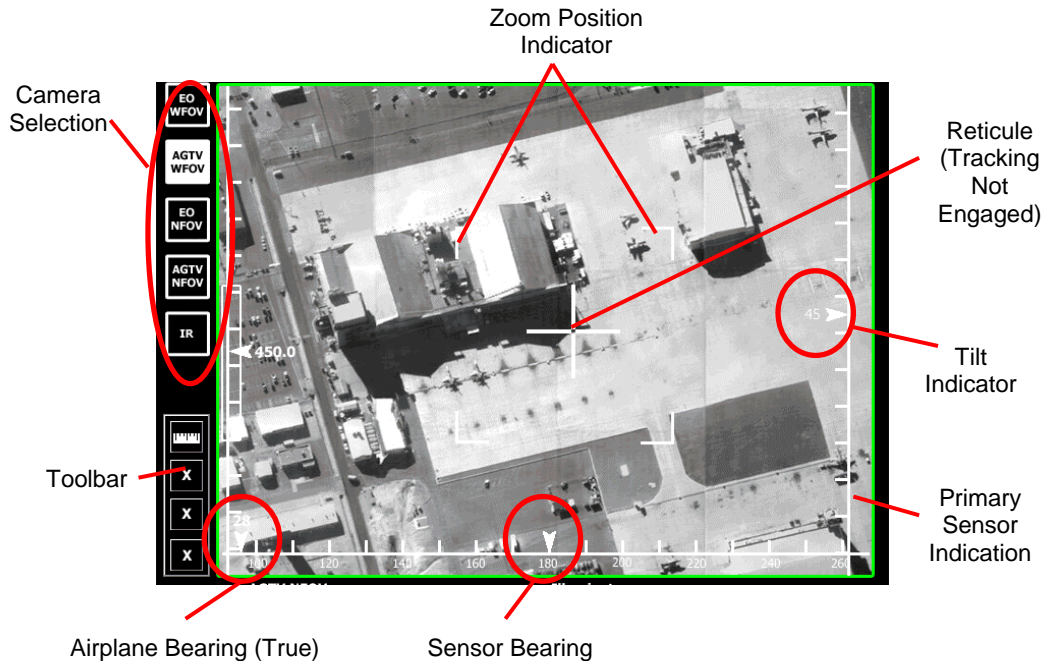 Zoom Position
Indicator
Camera
Selection
EO
WFOV
AGTV
WFOV
EO
NFOV
AGTV
NFOV
IR
450.0
45
Reticule
(Tracking
Not
Engaged)
Tilt
Indicator
Toolbar
X
X
X
28
100 120 140 160 180 200 220 240 260
Primary
Sensor
Indication
Airplane Bearing (True)
Sensor Bearing